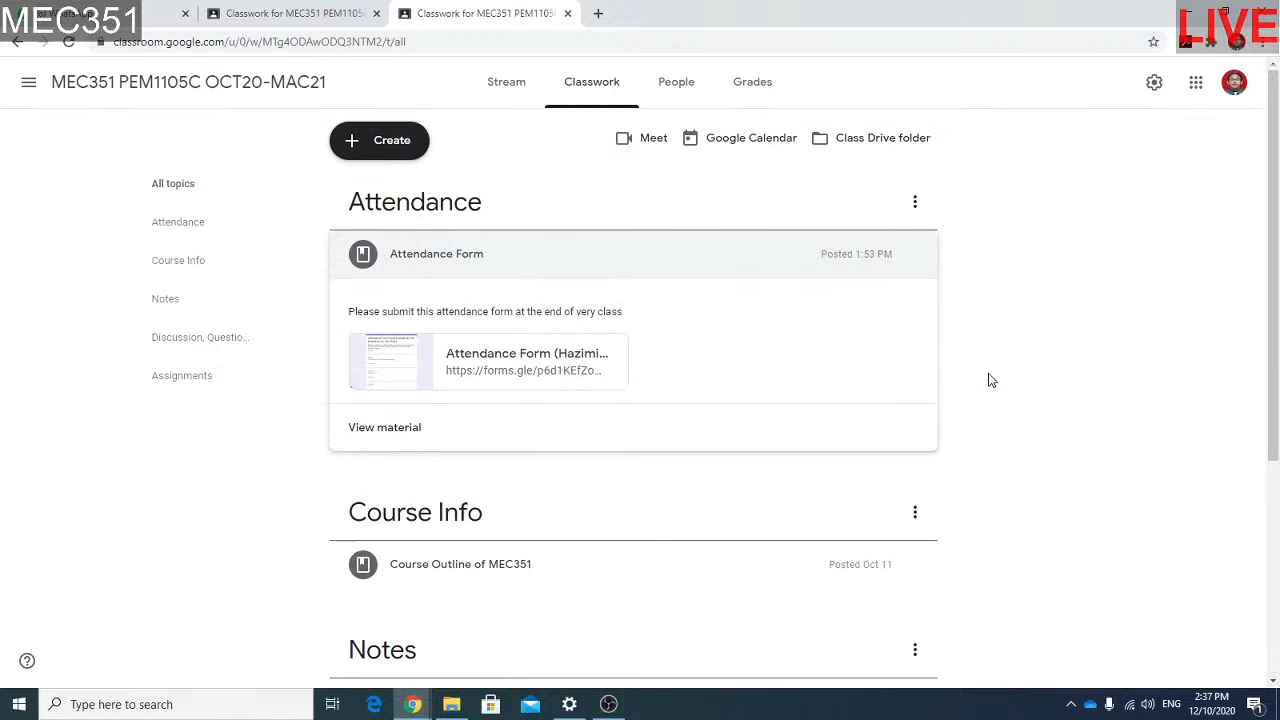 MEC351
WhatsApp
Classwork for MEC351 PEM1105
Classwork for MEC351 PEM1105
LIVE
classroom.google.com/u/0/w/MTg4ODAwODQ3NTM2/t/all
MEC351 PEM1105C OCT20-MAC21
Stream
Classwork
People
Grades
Create
Meet
Google Calendar
Class Drive folder
All topics
Attendance
Course Info
Notes
Discussion, Questio...
Assignments
Attendance
Attendance Form
Posted 1:53 PM
Please submit this attendance form at the end of very class
Attendance Form (Hazimi...
https://forms.gle/p6d1KEfZo...
View material
Course Info
Course Outline of MEC351
Posted Oct 11
Notes
Type here to search
ENG
2:37 PM
12/10/2020